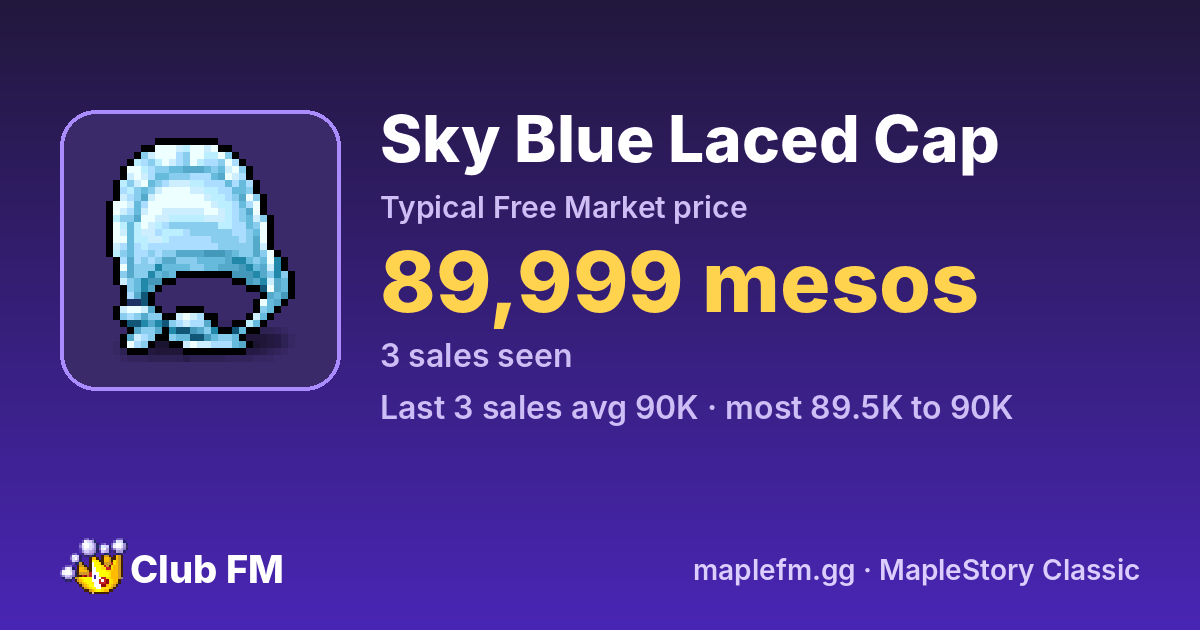 Sky Blue Laced Cap
Typical Free Market price
89,999 mesos
3 sales seen
Last 3 sales avg 90K · most 89.5K to 90K
Club FM
maplefm.gg · MapleStory Classic